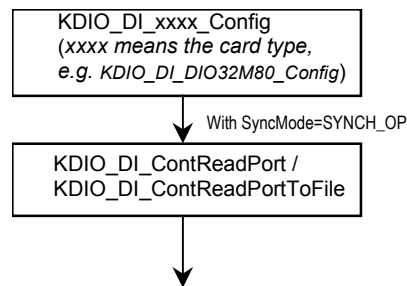 KDIO_DI_xxxx_Config
(xxxx means the card type,
e.g. KDIO_DI_DIO32M80_Config)
With SyncMode=SYNCH_OP
KDIO_DI_ContReadPort /
KDIO_DI_ContReadPortToFile